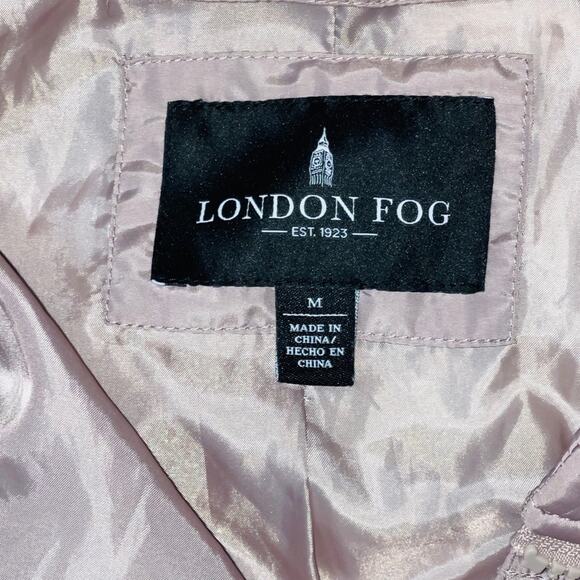 LONDON FOG
EST. 1923
M
MADE IN
CHINA/
HECHO EN
CHINA